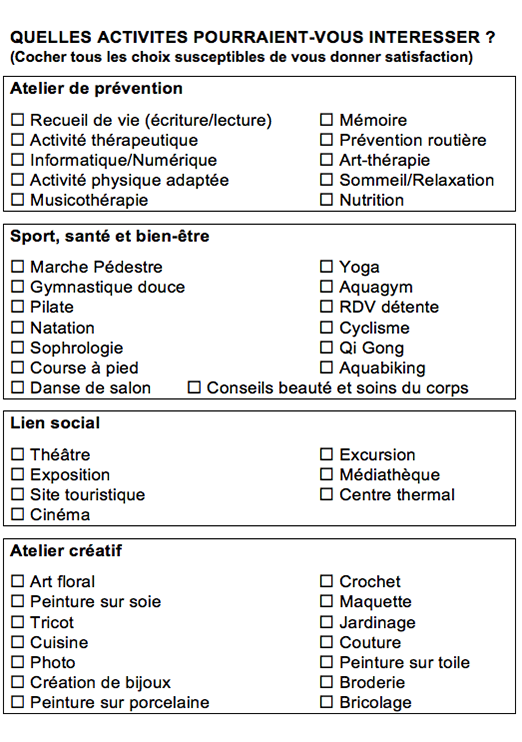 QUELLES ACTIVITES POURRAIENT-VOUS INTERESSER ?
(Cocher tous les choix susceptibles de vous donner satisfaction)
Atelier de prévention
☐ Recueil de vie (écriture/lecture) ☐ Mémoire
☐ Activité thérapeutique ☐ Prévention routière
☐ Informatique/Numérique ☐ Art-thérapie
☐ Activité physique adaptée ☐ Sommeil/Relaxation
☐ Musicothérapie ☐ Nutrition
Sport, santé et bien-être
☐ Marche Pédestre ☐ Yoga
☐ Gymnastique douce ☐ Aquagym
☐ Pilate ☐ RDV détente
☐ Natation ☐ Cyclisme
☐ Sophrologie ☐ Qi Gong
☐ Course à pied ☐ Aquabiking
☐ Danse de salon ☐ Conseils beauté et soins du corps
Lien social
☐ Théâtre ☐ Excursion
☐ Exposition ☐ Médiathèque
☐ Site touristique ☐ Centre thermal
☐ Cinéma
Atelier créatif
☐ Art floral ☐ Crochet
☐ Peinture sur soie ☐ Maquette
☐ Tricot ☐ Jardinage
☐ Cuisine ☐ Couture
☐ Photo ☐ Peinture sur toile
☐ Création de bijoux ☐ Broderie
☐ Peinture sur porcelaine ☐ Bricolage